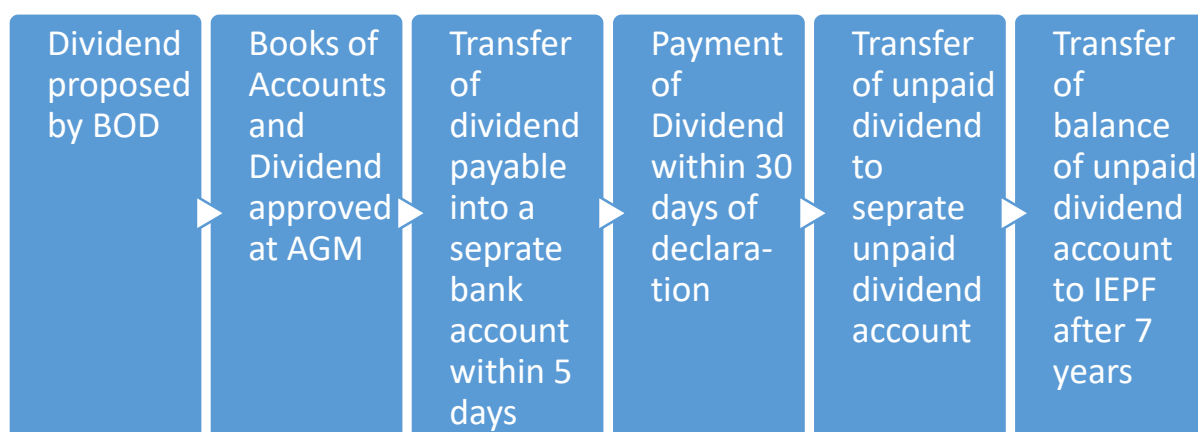 Dividend
proposed
by BOD
Books of
Accounts
and
Dividend
approved
at AGM
Transfer
of
dividend
payable
into a
seprate
bank
account
within 5
days
Payment
of
Dividend
within 30
days of
declara-
tion
Transfer
of unpaid
dividend
to
seprate
unpaid
dividend
account
Transfer
of
balance
of unpaid
dividend
account
to IEPF
after 7
years